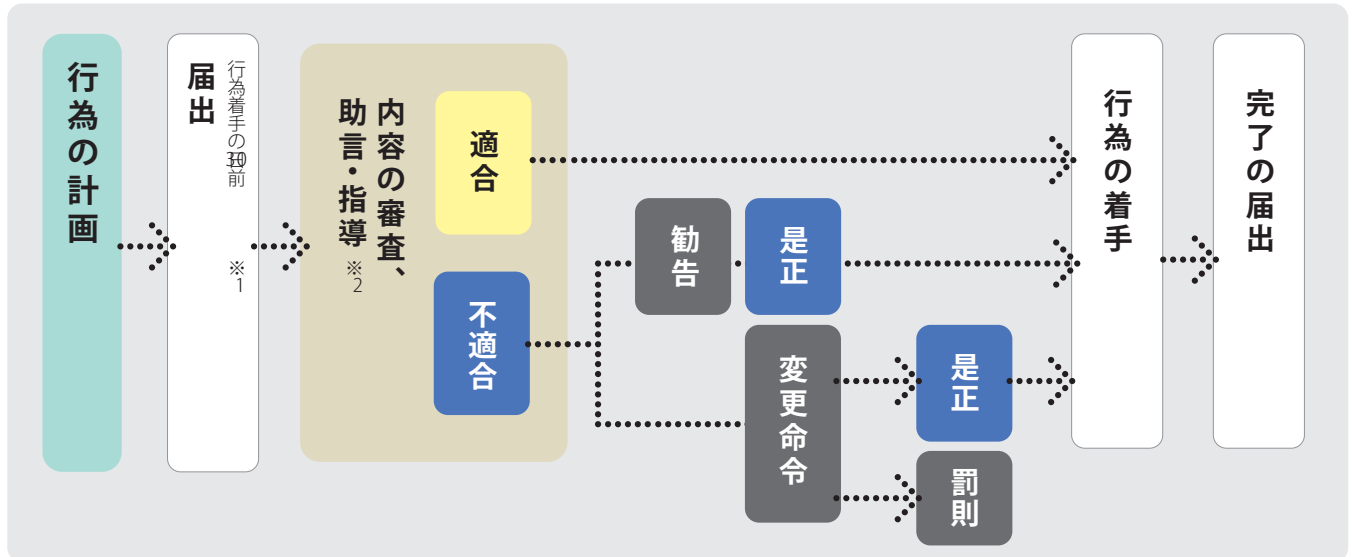 行為の計画
届出
行為着手の30日前 ※1
内容の審査、
助言・指導 ※2
適合
不適合
勧告
是正
変更命令
是正
罰則
行為の着手
完了の届出